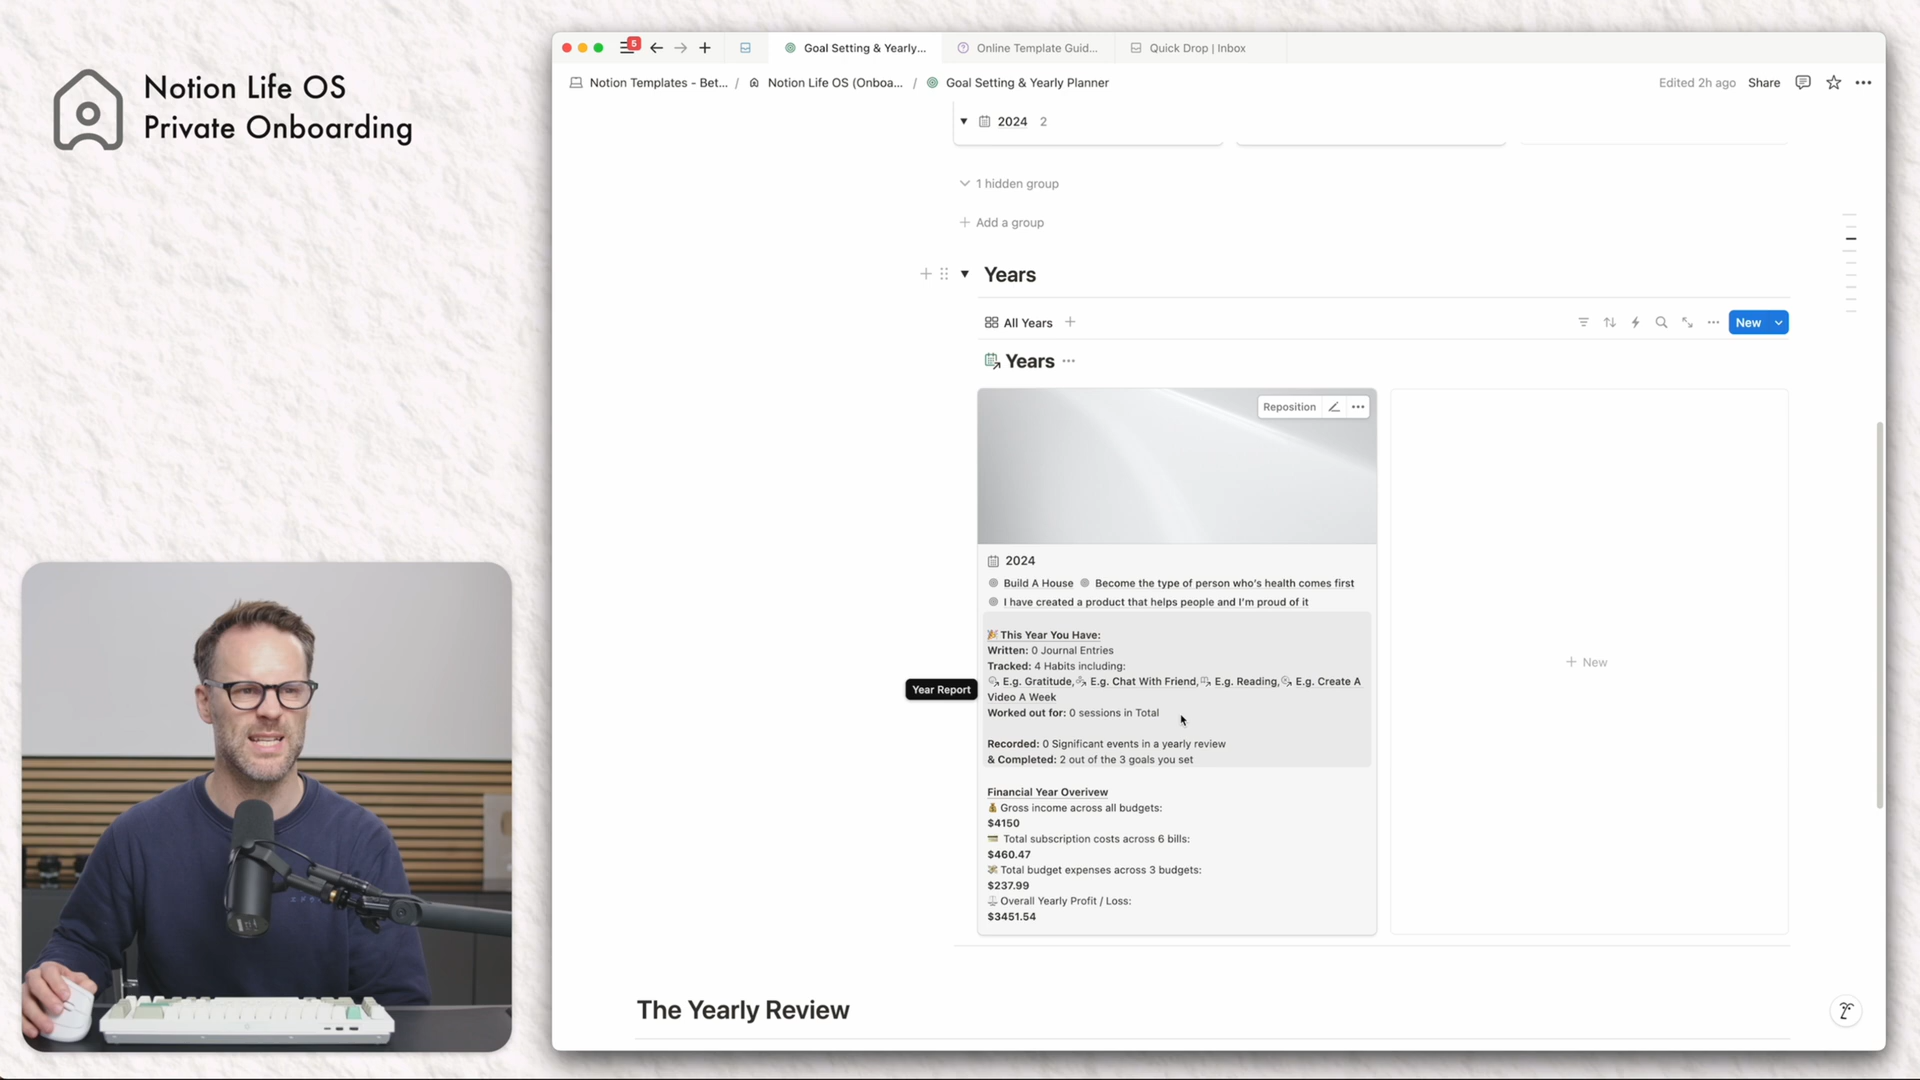 Notion Life OS
Private Onboarding
5
Goal Setting & Yearly...
Online Template Guid...
Quick Drop | Inbox
Notion Templates - Bet... / Notion Life OS (Onboa... / Goal Setting & Yearly Planner
Edited 2h ago
Share
2024 2
1 hidden group
Add a group
Years
All Years
New
Years
Reposition
2024
Build A House Become the type of person who's health comes first
I have created a product that helps people and I'm proud of it
This Year You Have:
Written: 0 Journal Entries
Tracked: 4 Habits including:
E.g. Gratitude, E.g. Chat With Friend, E.g. Reading, E.g. Create A
Video A Week
Year Report
Worked out for: 0 sessions in Total
Recorded: 0 Significant events in a yearly review
& Completed: 2 out of the 3 goals you set
Financial Year Overivew
Gross income across all budgets:
$4150
Total subscription costs across 6 bills:
$460.47
Total budget expenses across 3 budgets:
$237.99
Overall Yearly Profit / Loss:
$3451.54
New
The Yearly Review